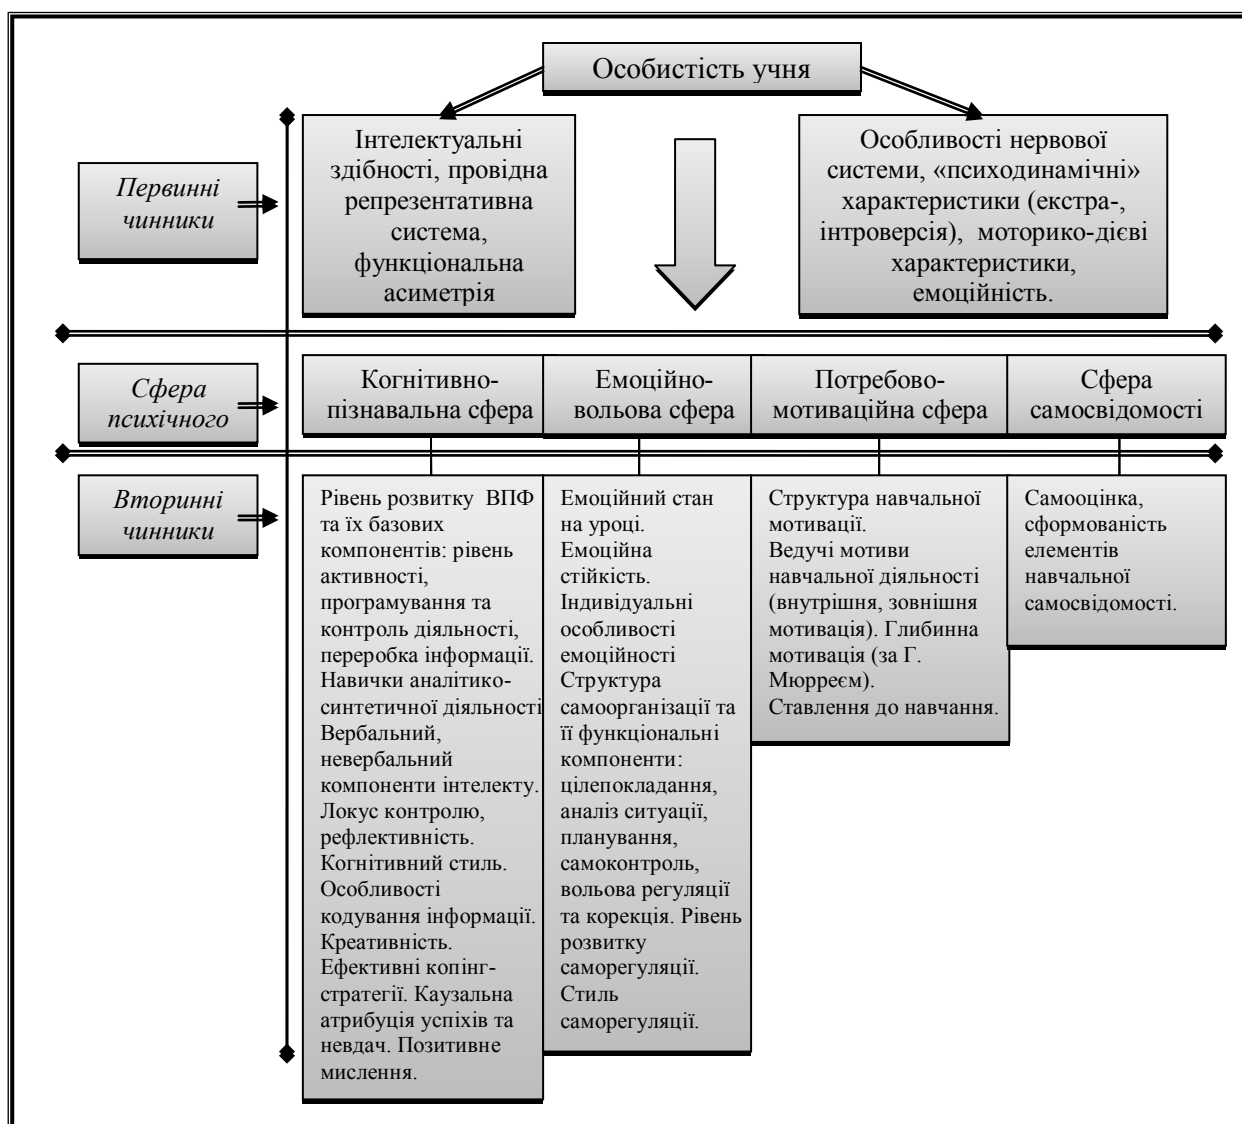 Особистість учня
Первинні
чинники
Інтелектуальні
здібності, провідна
репрезентативна
система,
функціональна
асиметрія
Особливості нервової
системи, «психодинамічні»
характеристики (екстра-,
інтроверсія), моторико-дієві
характеристики,
емоційність.
Сфера
психічного
Когнітивно-
пізнавальна сфера
Емоційно-
вольова сфера
Потребово-
мотиваційна сфера
Сфера
самосвідомості
Вторинні
чинники
Рівень розвитку ВПФ
та їх базових
компонентів: рівень
активності,
програмування та
контроль діяльності,
переробка інформації.
Навички аналітико-
синтетичної діяльності
Вербальний,
невербальний
компоненти інтелекту.
Локус контролю,
рефлективність.
Когнітивний стиль.
Особливості
кодування інформації.
Креативність.
Ефективні копінг-
стратегії. Каузальна
атрибуція успіхів та
невдач. Позитивне
мислення.
Емоційний стан
на уроці.
Емоційна
стійкість.
Індивідуальні
особливості
емоційності
Структура
самоорганізації та
її функціональні
компоненти:
цілепокладання,
аналіз ситуації,
планування,
самоконтроль,
вольова регуляції
та корекція. Рівень
розвитку
саморегуляції.
Стиль
саморегуляції.
Структура навчальної
мотивації.
Ведучі мотиви
навчальної діяльності
(внутрішня, зовнішня
мотивація). Глибинна
мотивація (за Г.
Мюрреєм).
Ставлення до навчання.
Самооцінка,
сформованість
елементів
навчальної
самосвідомості.